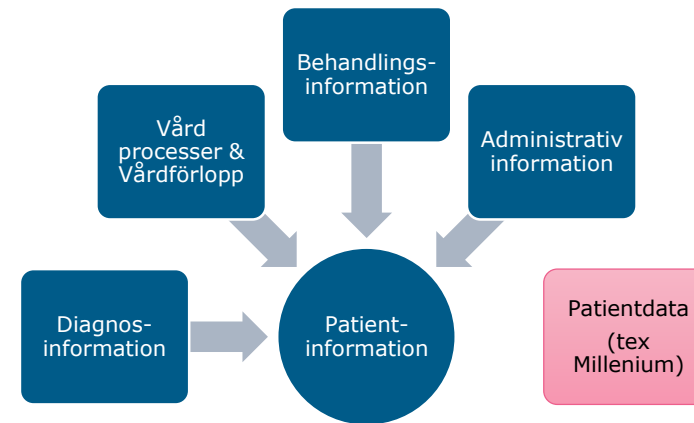 Behandlings-
information
Vård
processer &
Vårdförlopp
Administrativ
information
Diagnos-
information
Patient-
information
Patientdata
(tex
Millenium)